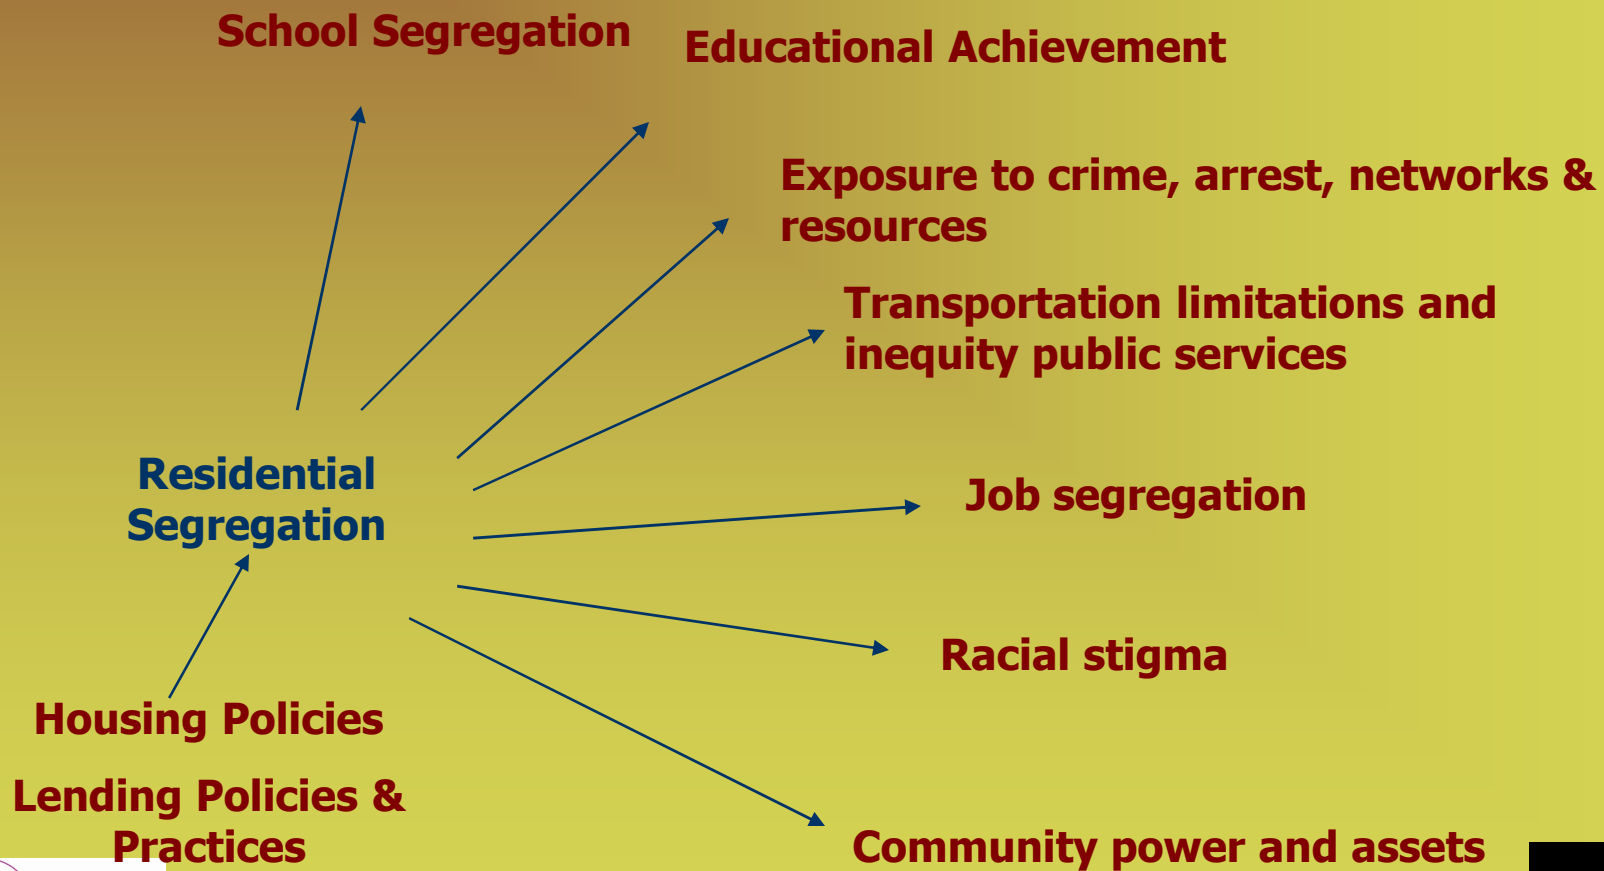 School Segregation
Educational Achievement
Exposure to crime, arrest, networks &
resources
Transportation limitations and
inequity public services
Residential
Segregation
Job segregation
Racial stigma
Housing Policies
Lending Policies &
Practices
Community power and assets